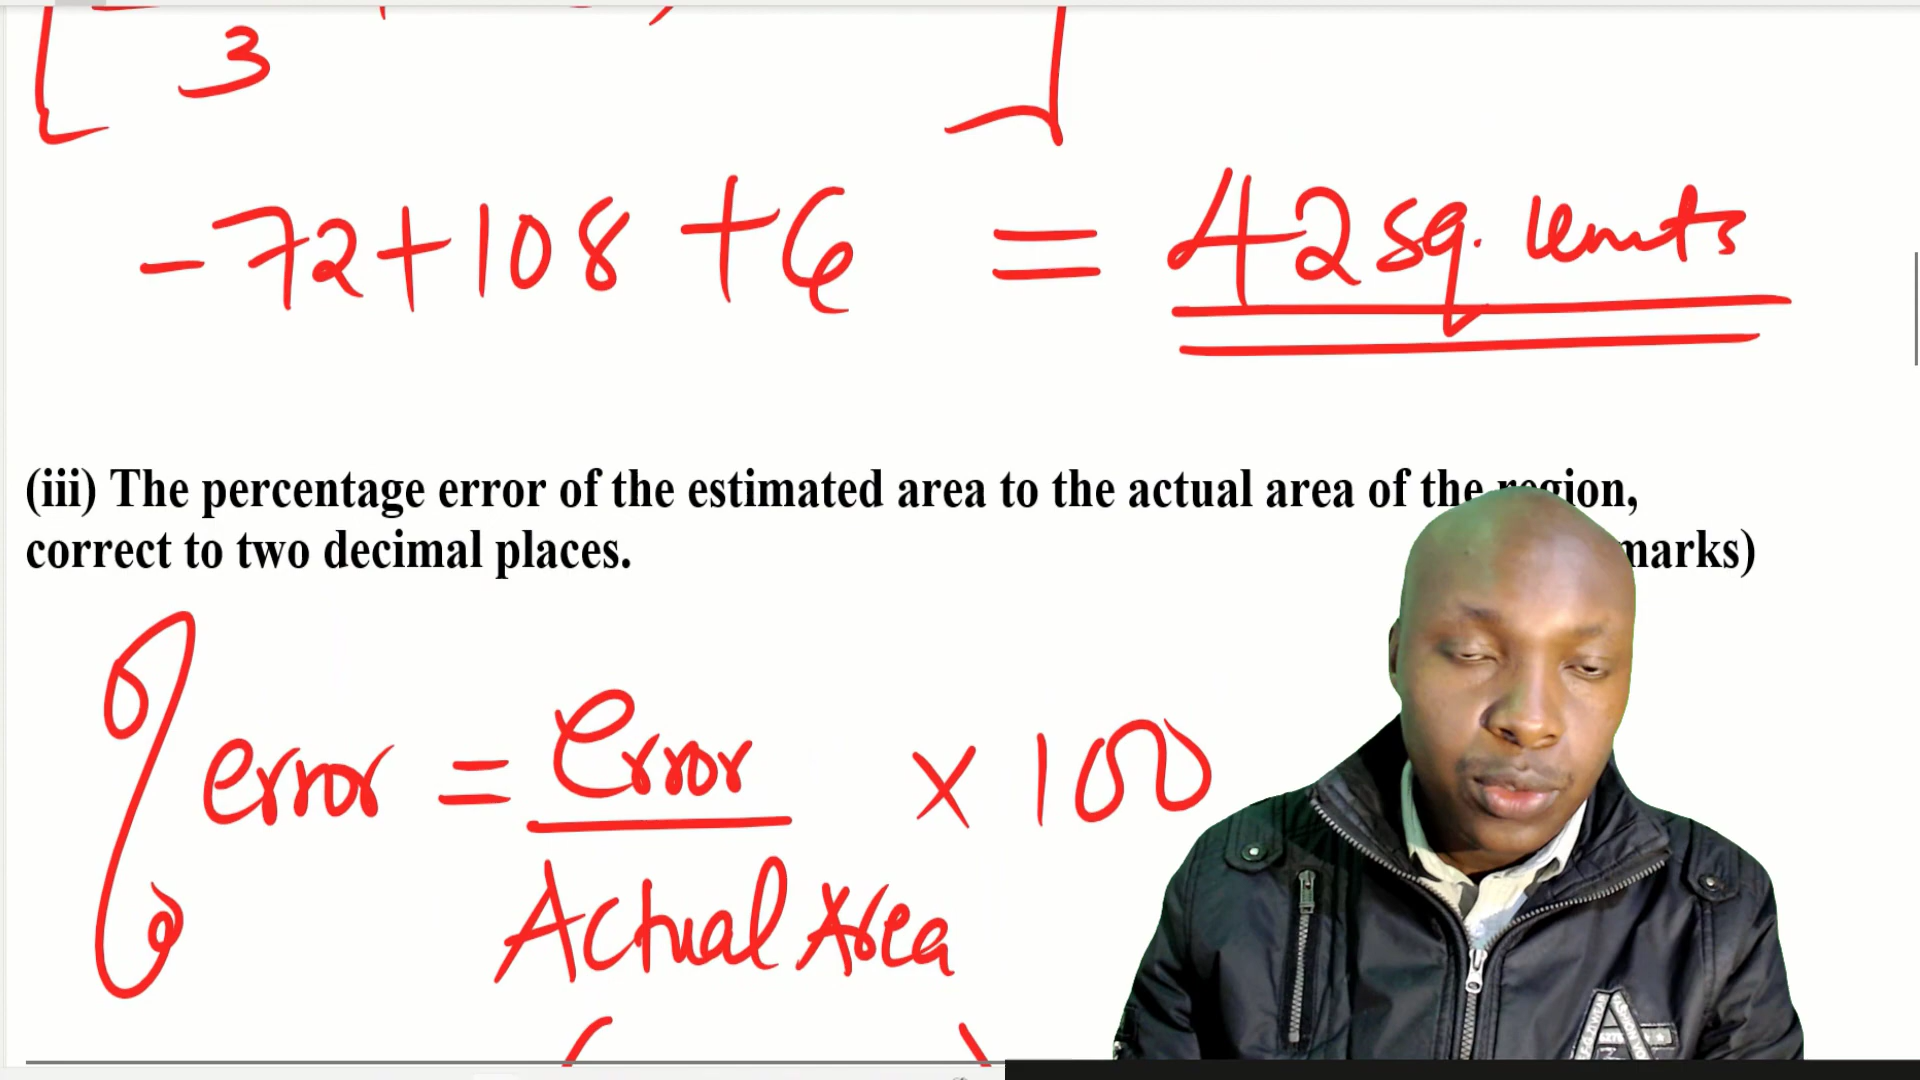 3
-72+108 +6 = 42 sq. units
(iii) The percentage error of the estimated area to the actual area of the region,
correct to two decimal places. marks)
% error = Error × 100
Actual Area